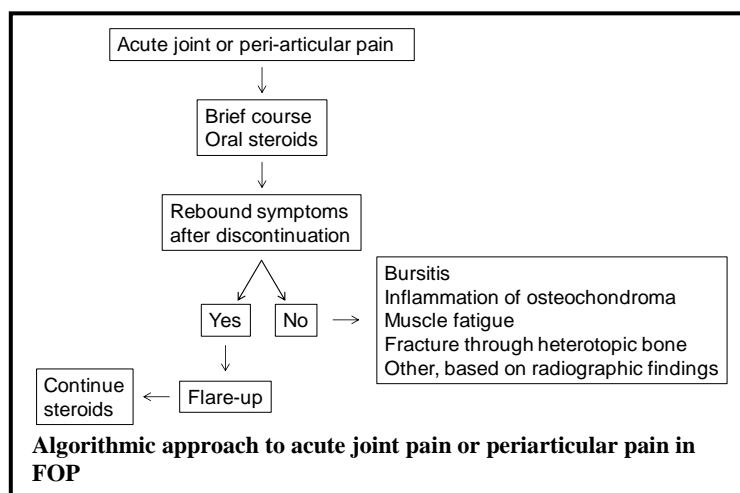 Acute joint or peri-articular pain
Brief course
Oral steroids
Rebound symptoms
after discontinuation
Yes
No
Bursitis
Inflammation of osteochondroma
Muscle fatigue
Fracture through heterotopic bone
Other, based on radiographic findings
Continue
steroids
Flare-up
Algorithmic approach to acute joint pain or periarticular pain in
FOP